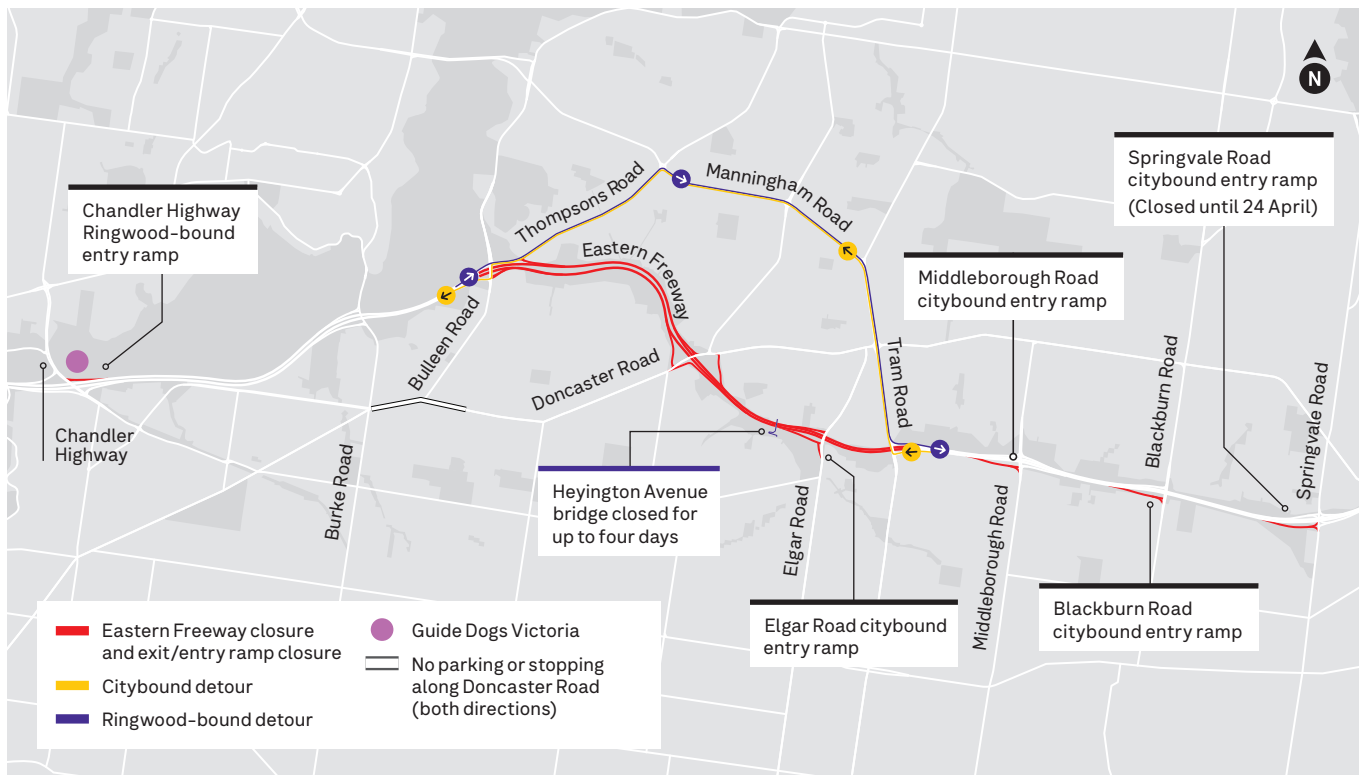 N
Springvale Road
citybound entry ramp
(Closed until 24 April)
Chandler Highway
Ringwood-bound
entry ramp
Thompsons Road
Manningham Road
Eastern Freeway
Middleborough Road
citybound entry ramp
Bulleen Road
Doncaster Road
Tram Road
Blackburn Road
Springvale Road
Chandler
Highway
Burke Road
Heyington Avenue
bridge closed for
up to four days
Elgar Road
Middleborough Road
Elgar Road citybound
entry ramp
Blackburn Road
citybound entry ramp
Eastern Freeway closure
and exit/entry ramp closure
Citybound detour
Ringwood-bound detour
Guide Dogs Victoria
No parking or stopping
along Doncaster Road
(both directions)